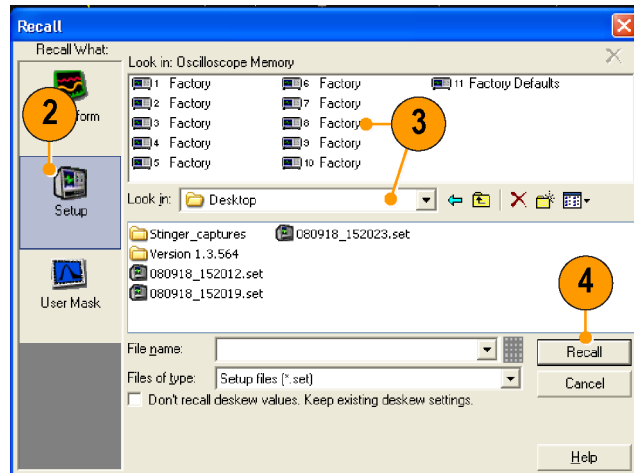 Recall
Recall What:
Look in: Oscilloscope Memory
1 Factory
6 Factory
11 Factory Defaults
2 Factory
7 Factory
3 Factory
8 Factory
4 Factory
9 Factory
5 Factory
10 Factory
2
form
3
Setup
User Mask
Look in: Desktop
Stinger_captures
080918_152023.set
Version 1.3.564
080918_152012.set
080918_152019.set
4
File name:
Recall
Files of type: Setup files (*.set)
Cancel
Don't recall deskew values. Keep existing deskew settings.
Help